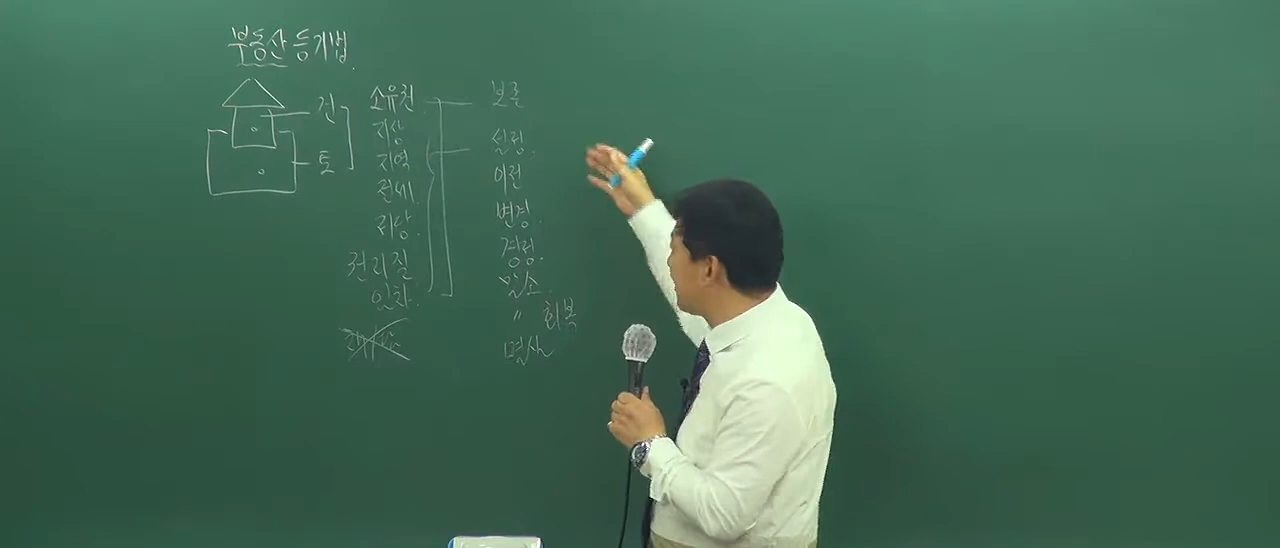 부동산 등기법
건
토
소유권
지상
지역
전세
저당
권리질
임차
보존
설정
이전
변경
경정
말소
〃 회복
멸실